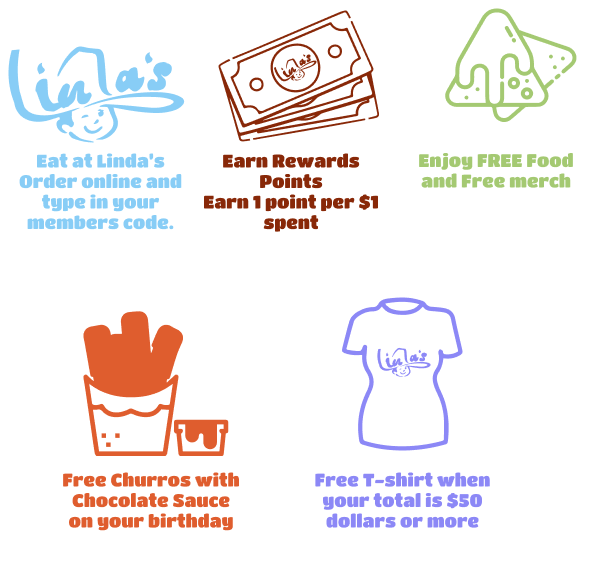 Linda's
Eat at Linda's
Order online and
type in your
members code.
Linda's
Earn Rewards
Points
Earn 1 point per $1
spent
Enjoy FREE Food
and Free merch
Free Churros with
Chocolate Sauce
on your birthday
Linda's
Free T-shirt when
your total is $50
dollars or more